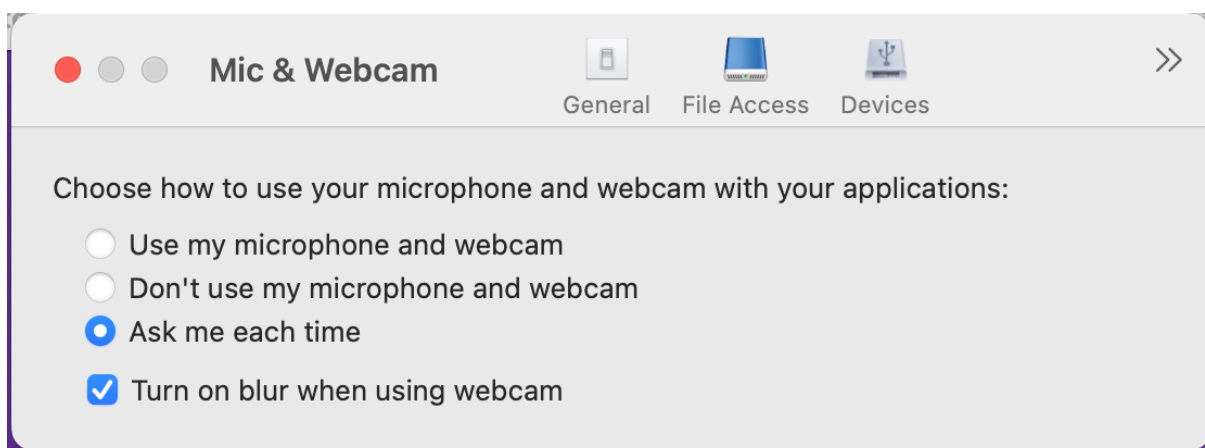 Mic & Webcam
General
File Access
Devices
Choose how to use your microphone and webcam with your applications:
Use my microphone and webcam
Don't use my microphone and webcam
Ask me each time
Turn on blur when using webcam